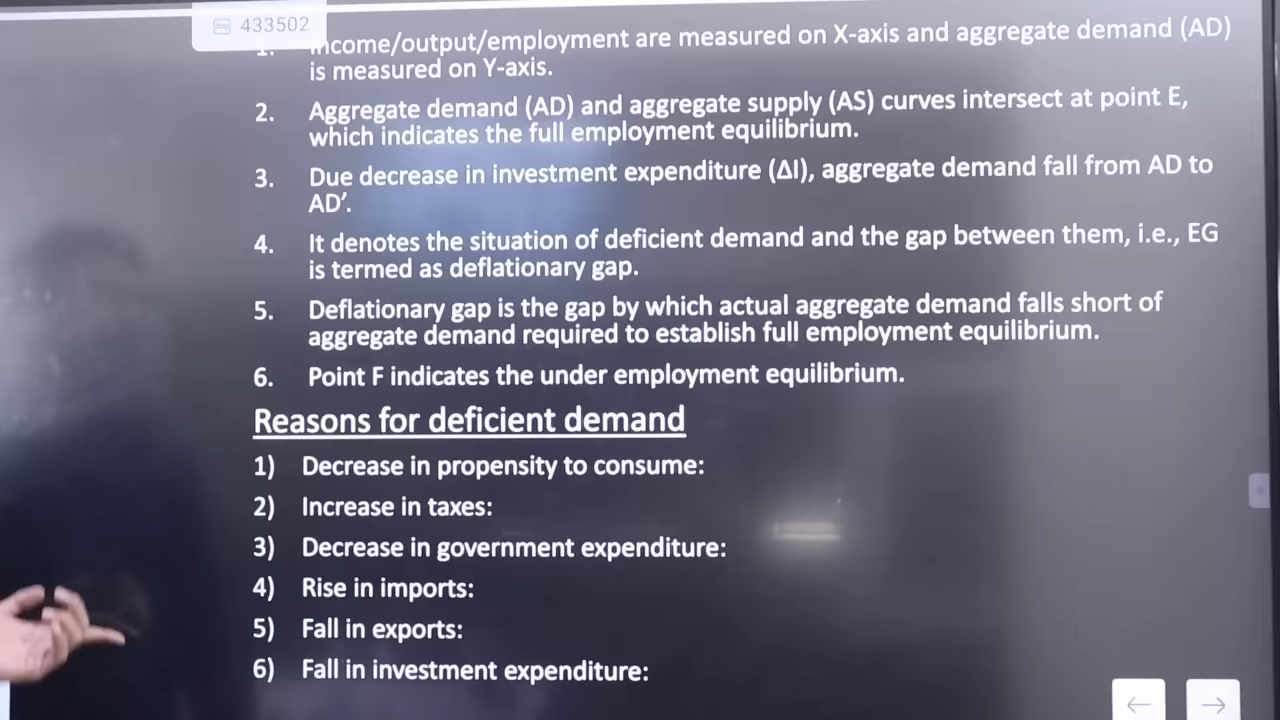 433502
1. Income/output/employment are measured on X-axis and aggregate demand (AD)
is measured on Y-axis.
2. Aggregate demand (AD) and aggregate supply (AS) curves intersect at point E,
which indicates the full employment equilibrium.
3. Due decrease in investment expenditure (ΔI), aggregate demand fall from AD to
AD′.
4. It denotes the situation of deficient demand and the gap between them, i.e., EG
is termed as deflationary gap.
5. Deflationary gap is the gap by which actual aggregate demand falls short of
aggregate demand required to establish full employment equilibrium.
6. Point F indicates the under employment equilibrium.
Reasons for deficient demand
1) Decrease in propensity to consume:
2) Increase in taxes:
3) Decrease in government expenditure:
4) Rise in imports:
5) Fall in exports:
6) Fall in investment expenditure: